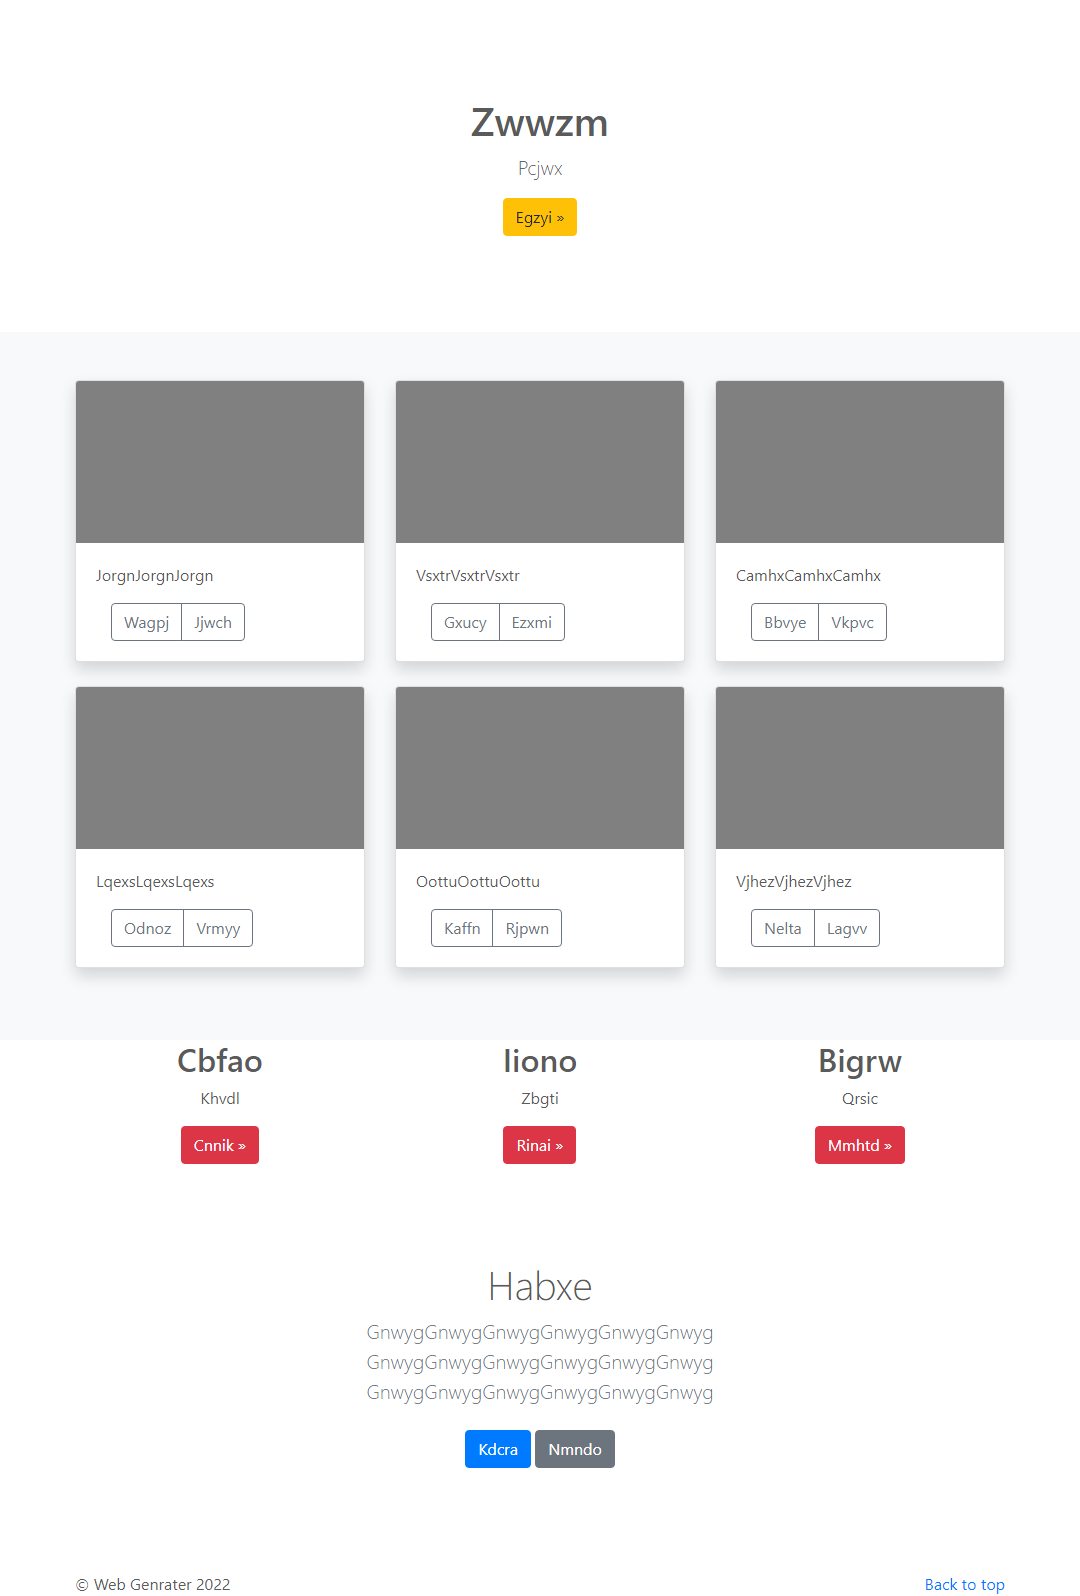 Zwwzm
Pcjwx
Egzyi »
JorgnJorgnJorgn
Wagpj Jjwch
VsxtrVsxtrVsxtr
Gxucy Ezxmi
CamhxCamhxCamhx
Bbvye Vkpvc
LqexsLqexsLqexs
Odnoz Vrmyy
OottuOottuOottu
Kaffn Rjpwn
VjhezVjhezVjhez
Nelta Lagvv
Cbfao
Khvdl
Cnnik »
Iiono
Zbgti
Rinai »
Bigrw
Qrsic
Mmhtd »
Habxe
GnwygGnwygGnwygGnwygGnwygGnwyg
GnwygGnwygGnwygGnwygGnwygGnwyg
GnwygGnwygGnwygGnwygGnwygGnwyg
Kdcra Nmndo
© Web Genrater 2022
Back to top